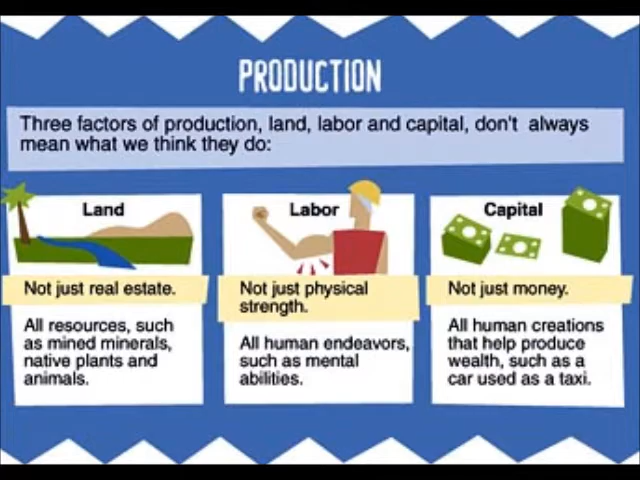 PRODUCTION
Three factors of production, land, labor and capital, don't always
mean what we think they do:
Land
Not just real estate.
All resources, such
as mined minerals,
native plants and
animals.
Labor
Not just physical
strength.
All human endeavors,
such as mental
abilities.
Capital
Not just money.
All human creations
that help produce
wealth, such as a
car used as a taxi.